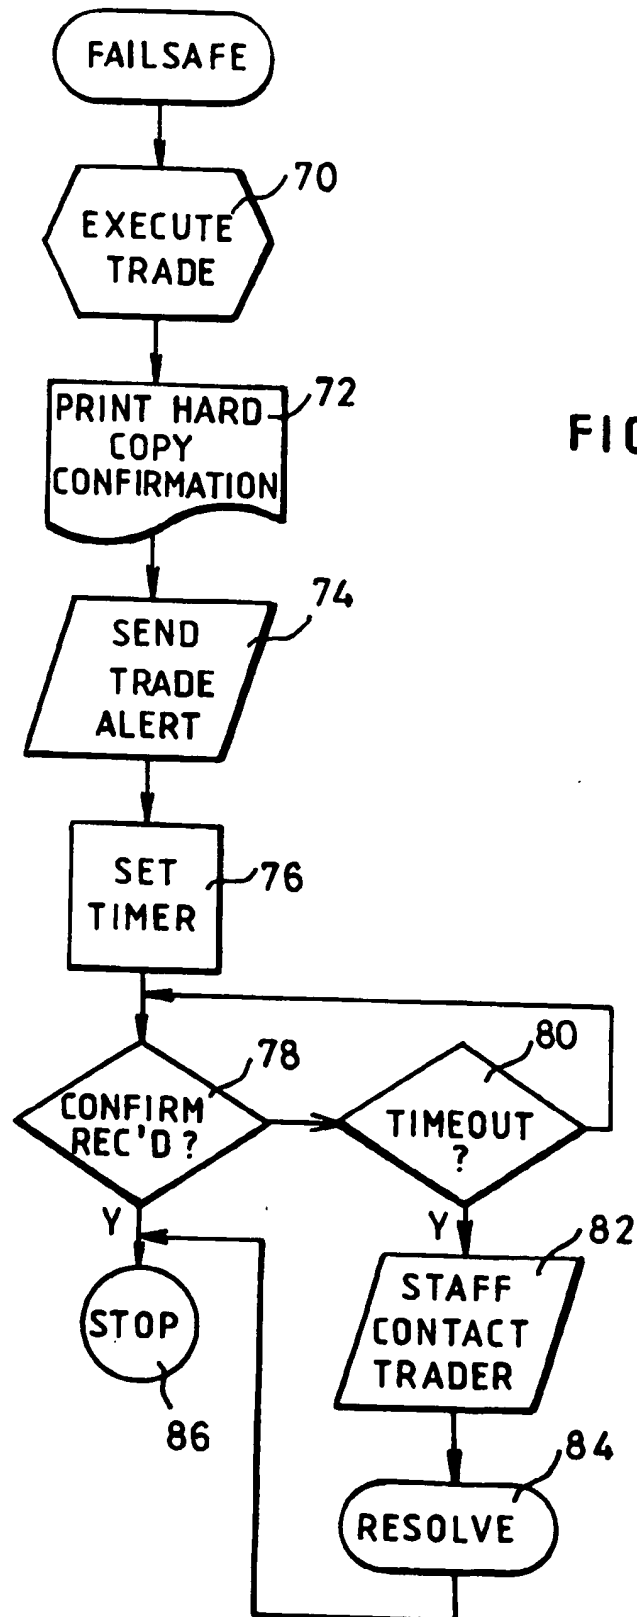 FAILSAFE
70
EXECUTE
TRADE
72
PRINT HARD
COPY
CONFIRMATION
FIG
74
SEND
TRADE
ALERT
76
SET
TIMER
78
CONFIRM
REC'D ?
80
TIMEOUT
?
Y
Y
82
STAFF
CONTACT
TRADER
STOP
86
84
RESOLVE